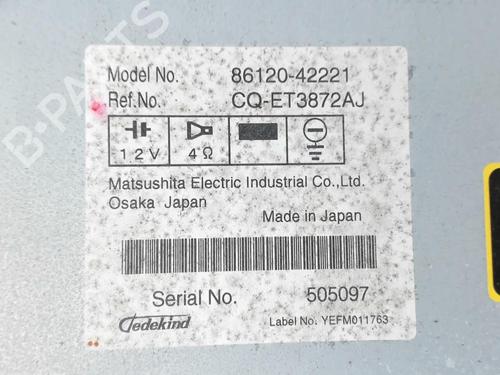 Model No. 86120-42221
Ref.No. CQ-ET3872AJ
12V 4Ω
Matsushita Electric Industrial Co.,Ltd.
Osaka Japan
Made in Japan
Serial No. 505097
Dedekind Label No. YEFM011763
B-PARTS